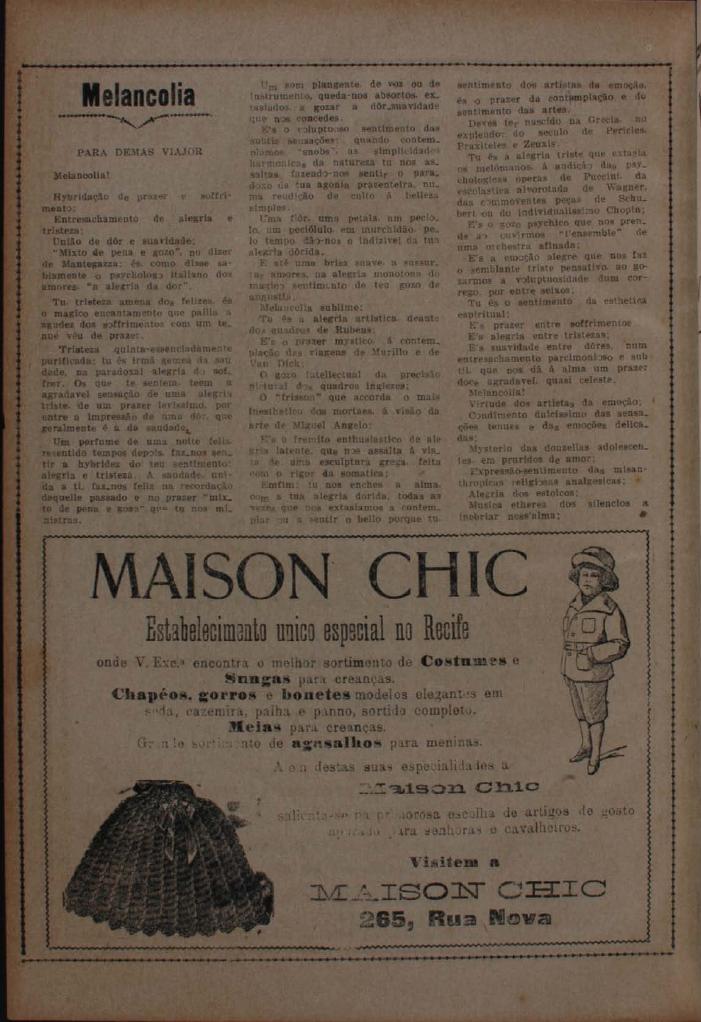 Melancolia
PARA DEMAS VIAJOR
Melancolia!
Hybridação de prazer e soffri-
mento;
Entresachamento de alegria e
tristeza;
União de dôr e suavidade;
"Mixto de pena e gozo", no dizer
de Mantegazza; és, como disse sa-
biamente o psychologo italiano dos
amores, "a alegria da dor".
Tu, tristeza amena dos felizes, és
o magico encantamento que pallia a
agudez dos soffrimentos com um te-
nue véu de prazer.
Tristeza quinta-essenciadamente
purificada; tu és irmã gemea da sau
dade, na paradoxal alegria do sof-
frer. Os que te sentem, teem a
agradavel sensação de uma alegria
triste, de um prazer levissimo, por
entre a impressão de uma dôr, que
geralmente é a da saudade.
Um perfume de uma noite feliz,
resentido tempos depois, faz-nos sen-
tir a hybridez do teu sentimento:
alegria e tristeza. A saudade, uni-
da a ti, faz-nos feliz na recordação
daquelle passado e no prazer "mix-
to de pena e goso" que tu nos mi-
nistras.
Um som plangente, de voz ou de
instrumento, queda-nos absortos, ex-
tasiados, a gozar a dôr-suavidade
que nos concedes.
E's o voluptuoso sentimento das
subtis sensações; quando contem-
plamos, "snobs", as simplicidades
harmonicas da natureza tu nos as-
saltas, fazendo-nos sentir o para-
doxo da tua agonia prazenteira, nu-
ma rendição de culto á belleza
simples.
Uma flôr, uma petala, um pecio-
lo, um peciólulo, em murchidão, pe-
lo tempo, dão-nos o indizivel da tua
alegria dôrida.
E até uma brisa suave, a sussur-
rar amores, na alegria monotona do
magico sentimento de teu gozo de
angustia.
Melancolia sublime:
Tu és a alegria artistica, deante
dos quadros de Rubens;
E's o prazer mystico, á contem-
plação das viagens de Murillo e de
Van Dick;
O gozo intellectual da precisão
pictural dos quadros inglezes;
O "frisson" que accorda o mais
inesthetico dos mortaes, á visão da
arte de Miguel Angelo;
E's o fremito enthusiastico de ale
gria latente, que nos assalta á vis-
ta de uma esculptura grega, feita
com o rigor da somatica;
Emfim; tu nos enches a alma,
com a tua alegria dorida, todas as
vezes que nos extasiamos a contem-
plar ou a sentir o bello porque tu
sentimento dos artistas da emoção,
és o prazer da contemplação e do
sentimento das artes.
Deves ter nascido na Grecia, no
explendor do seculo de Pericles,
Praxiteles e Zeuxis.
Tu és a alegria triste que extasia
os melómanos, á audição das psy-
chologicas operas de Puccini, da
escolastica alvorotada de Wagner,
das commoventes peças de Schu-
bert ou do individualissimo Chopin;
E's o gozo psychico que nos pren-
de ao ouvirmos "l'ensemble" de
uma orchestra afinada;
E's a emoção alegre que nos faz
o semblante triste pensativo, ao go-
zarmos a voluptuosidade dum cor-
rego, por entre seixos;
Tu és o sentimento da esthetica
espiritual;
E's prazer entre soffrimentos
E's alegria entre tristezas;
E's suavidade entre dôres, num
entresachamento parcimonioso e sub
til, que nos dá á alma um prazer
doce, agradavel, quasi celeste.
Melancolia!
Virtude dos artistas da emoção;
Condimento dulcissimo das sensa-
ções tenues e das emoções delica-
das;
Mysterio das donzellas adolescen-
tes, em pruridos de amor;
Expressão-sentimento das misan-
thropicas religiosas analgesicas;
Alegria dos estoicos;
Musica etherea dos silencios a
inebriar noss'alma;
MAISON CHIC
Estabelecimento unico especial no Recife
onde V. Exc.ª encontra o melhor sortimento de Costumes e
Sungas para creanças.
Chapéos, gorros e bonetes modelos elegantes em
seda, cazemira, palha e panno, sortido completo.
Meias para creanças.
Grande sortimento de agasalhos para meninas.
Alem destas suas especialidades a
Maison Chic
salienta-se na primorosa escolha de artigos de gosto
apurado para senhoras e cavalheiros.
Visitem a
MAISON CHIC
265, Rua Nova